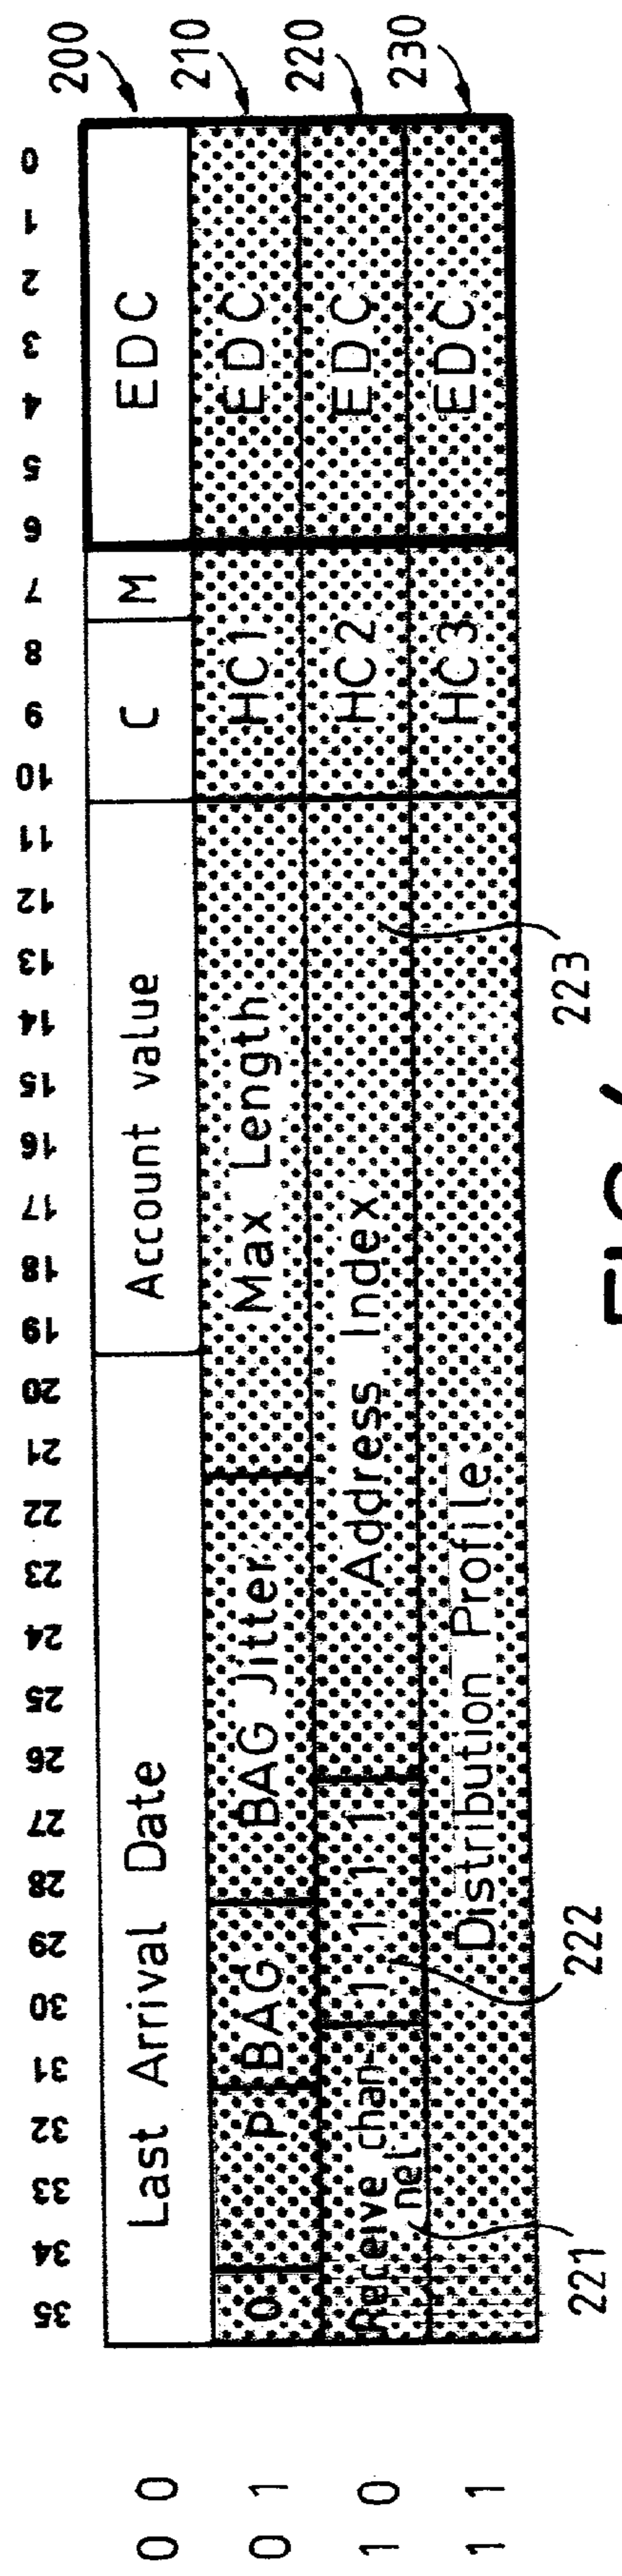 35 34 33 32 31 30 29 28 27 26 25 24 23 22 21 20 19 18 17 16 15 14 13 12 11 10 9 8 7 6 5 4 3 2 1 0
0 0 Last Arrival Date Account value C M EDC 200
0 1 O P BAG BAG Jitter Max Length HC1 EDC 210
1 0 Receive chan-
nel 1 1 1 1 Address Index HC2 EDC 220
1 1 Distribution Profile HC3 EDC 230
221 222 223